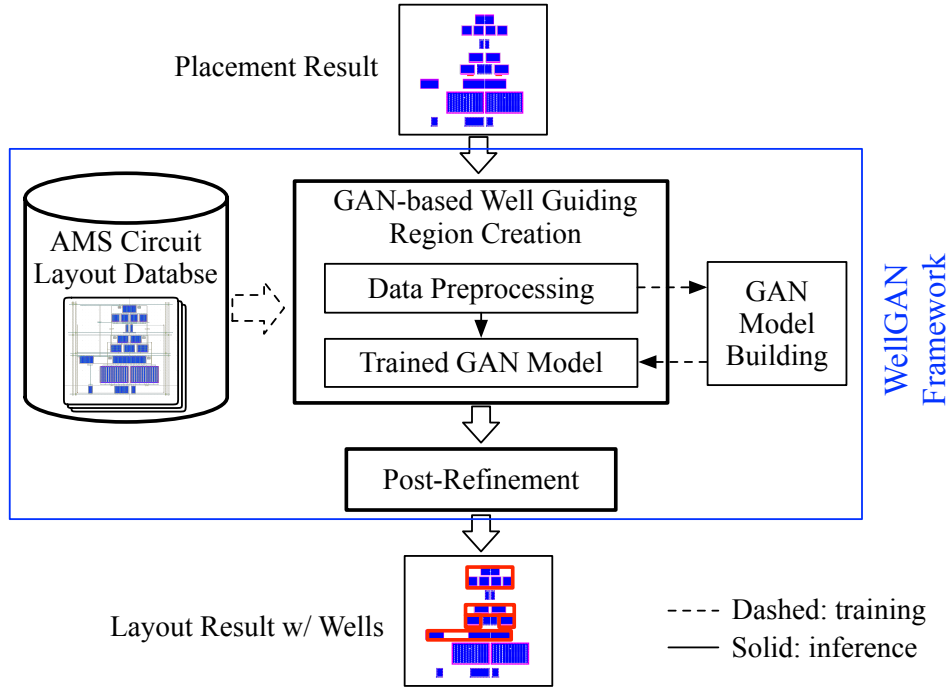 Placement Result
GAN-based Well Guiding
Region Creation
AMS Circuit
Layout Databse
Data Preprocessing
Trained GAN Model
GAN
Model
Building
WellGAN
Framework
Post-Refinement
Layout Result w/ Wells
Dashed: training
Solid: inference